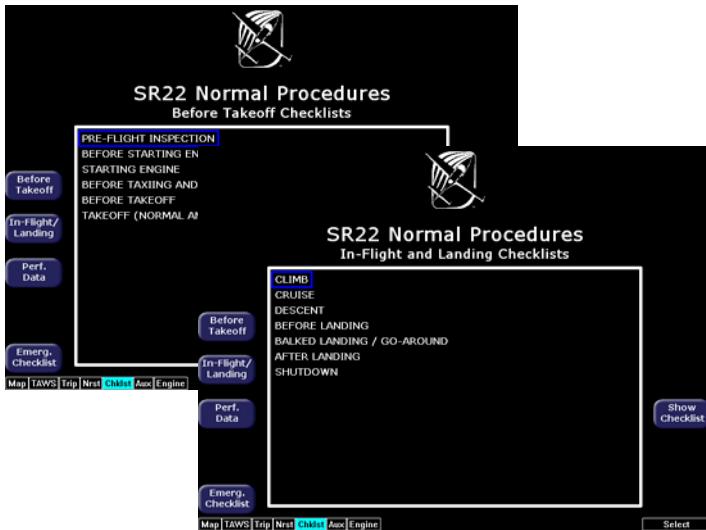 SR22 Normal Procedures
Before Takeoff Checklists
PRE-FLIGHT INSPECTION
BEFORE STARTING EN
STARTING ENGINE
BEFORE TAXIING AND
BEFORE TAKEOFF
TAKEOFF (NORMAL AN
Before
Takeoff
In-Flight/
Landing
Perf.
Data
Emerg.
Checklist
Map TAWS Trip Nrst Chklst Aux Engine
SR22 Normal Procedures
In-Flight and Landing Checklists
CLIMB
CRUISE
DESCENT
BEFORE LANDING
BALKED LANDING / GO-AROUND
AFTER LANDING
SHUTDOWN
Before
Takeoff
In-Flight/
Landing
Perf.
Data
Emerg.
Checklist
Show
Checklist
Map TAWS Trip Nrst Chklst Aux Engine
Select